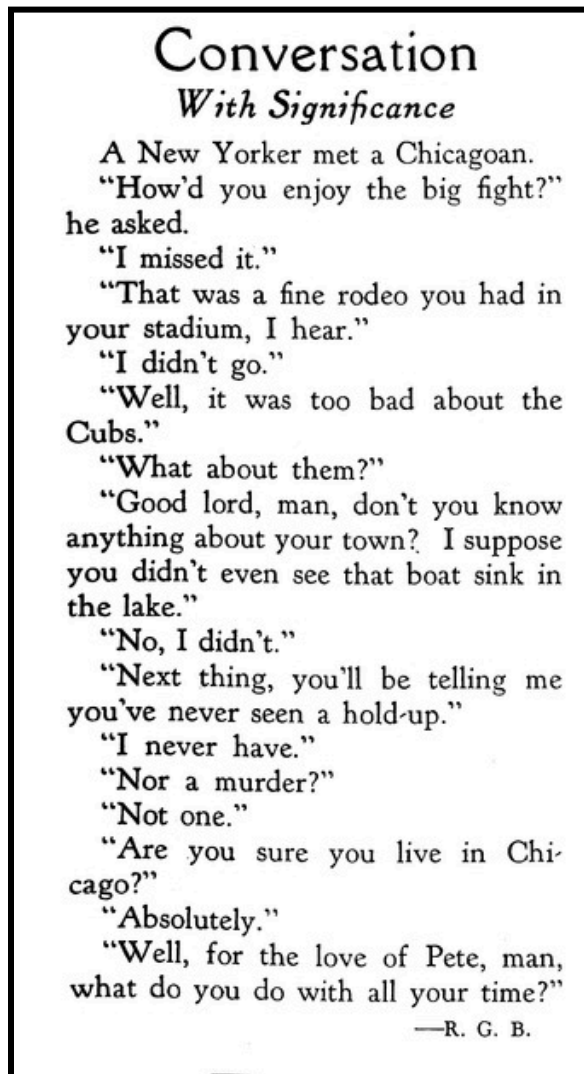 Conversation
With Significance
A New Yorker met a Chicagoan.
“How’d you enjoy the big fight?”
he asked.
“I missed it.”
“That was a fine rodeo you had in
your stadium, I hear.”
“I didn’t go.”
“Well, it was too bad about the
Cubs.”
“What about them?”
“Good lord, man, don’t you know
anything about your town? I suppose
you didn’t even see that boat sink in
the lake.”
“No, I didn’t.”
“Next thing, you’ll be telling me
you’ve never seen a hold-up.”
“I never have.”
“Nor a murder?”
“Not one.”
“Are you sure you live in Chi-
cago?”
“Absolutely.”
“Well, for the love of Pete, man,
what do you do with all your time?”
—R. G. B.